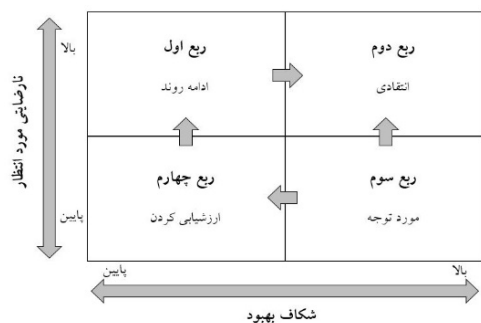 ربع دوم
انتقادی
ربع اول
ادامه روند
ربع سوم
مورد توجه
ربع چهارم
ارزشیابی کردن
نارضایتی مورد انتظار
بالا
پایین
بالا
پایین
شکاف بهبود